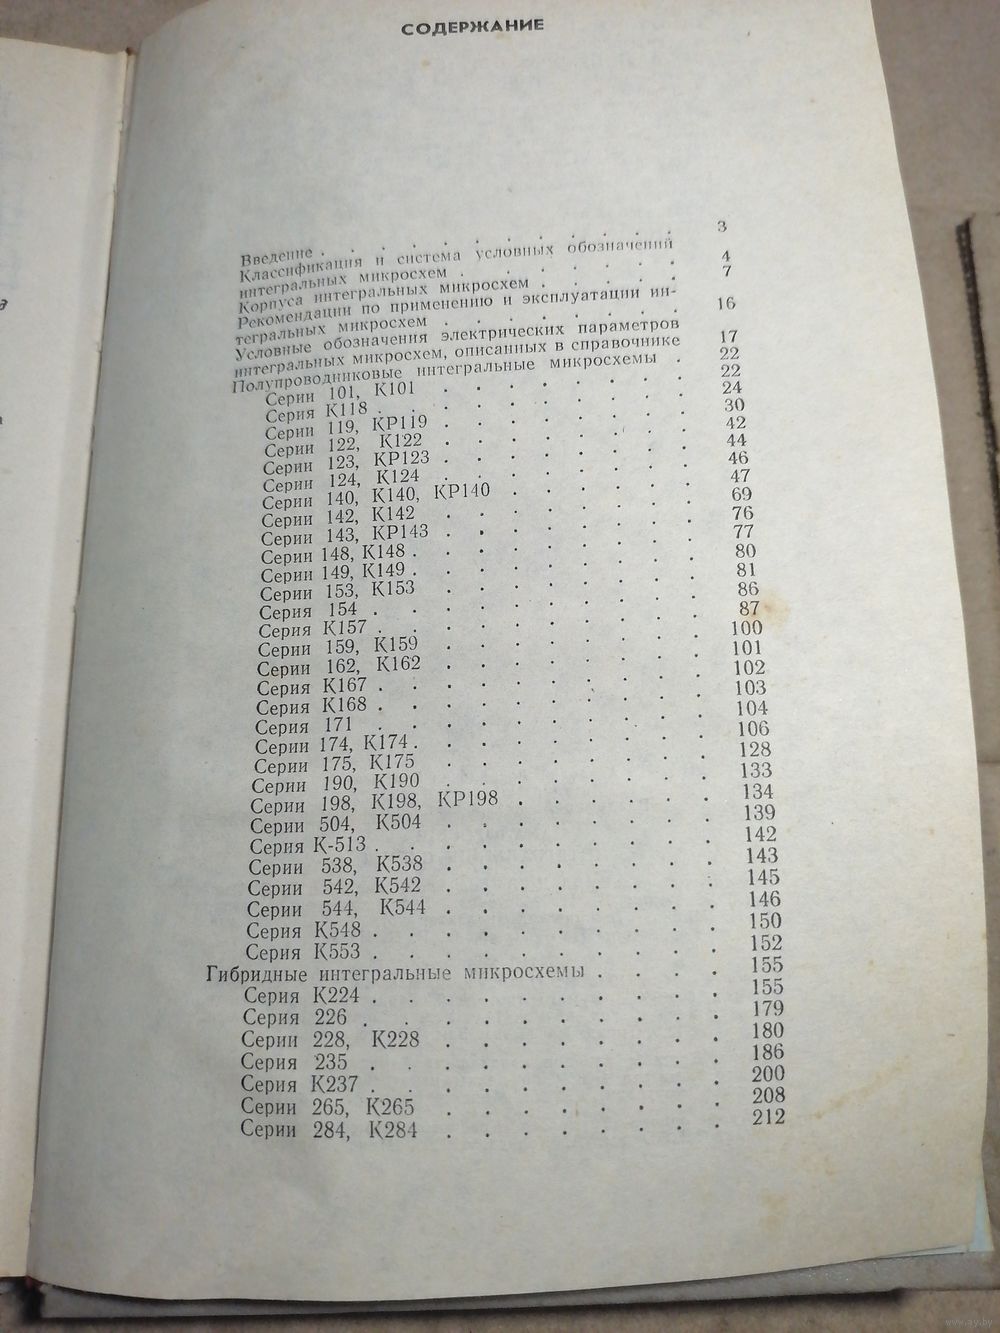 СОДЕРЖАНИЕ
Введение . . . . . . . . . . . 3
Классификация и система условных обозначений
интегральных микросхем . . . . . . . 4
Корпуса интегральных микросхем . . . . . 7
Рекомендации по применению и эксплуатации ин-
тегральных микросхем . . . . . . . . 16
Условные обозначения электрических параметров
интегральных микросхем, описанных в справочнике 17
Полупроводниковые интегральные микросхемы . 22
Серии 101, К101 . . . . . . . . 22
Серия К118 . . . . . . . . . . 24
Серии 119, КР119 . . . . . . . . 30
Серии 122, К122 . . . . . . . . 42
Серии 123, КР123 . . . . . . . . 44
Серии 124, К124 . . . . . . . . 46
Серии 140, К140, КР140 . . . . . . 47
Серии 142, К142 . . . . . . . . 69
Серии 143, КР143 . . . . . . . . 76
Серии 148, К148 . . . . . . . . . 77
Серии 149, К149 . . . . . . . . . 80
Серии 153, К153 . . . . . . . . 81
Серия 154 . . . . . . . . . . 86
Серия К157 . . . . . . . . . . 87
Серии 159, К159 . . . . . . . . 100
Серии 162, К162 . . . . . . . . 101
Серия К167 . . . . . . . . . . 102
Серия К168 . . . . . . . . . . 103
Серия 171 . . . . . . . . . . 104
Серии 174, К174 . . . . . . . . . 106
Серии 175, К175 . . . . . . . . 128
Серии 190, К190 . . . . . . . . 133
Серии 198, К198, КР198 . . . . . . 134
Серии 504, К504 . . . . . . . . 139
Серия К-513 . . . . . . . . . . 142
Серии 538, К538 . . . . . . . . 143
Серии 542, К542 . . . . . . . . 145
Серии 544, К544 . . . . . . . . 146
Серия К548 . . . . . . . . . . 150
Серия К553 . . . . . . . . . . 152
Гибридные интегральные микросхемы . . . . 155
Серия К224 . . . . . . . . . . 155
Серия 226 . . . . . . . . . . 179
Серии 228, К228 . . . . . . . . 180
Серия 235 . . . . . . . . . . 186
Серия К237 . . . . . . . . . . 200
Серии 265, К265 . . . . . . . . 208
Серии 284, К284 . . . . . . . . 212
www.ay.by